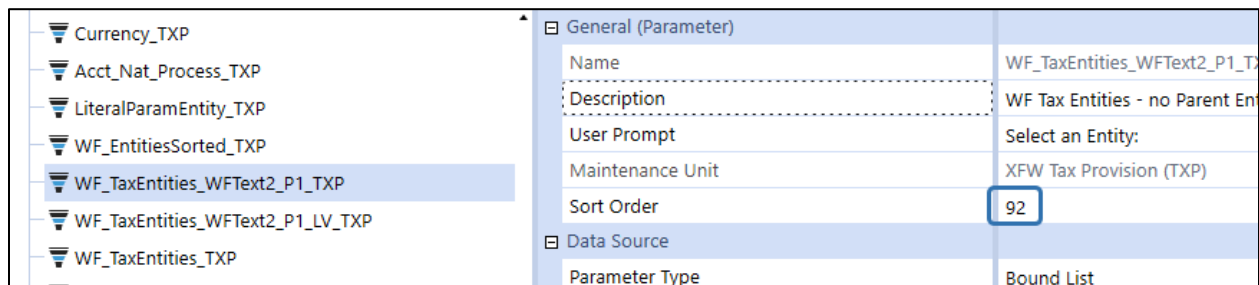 Currency_TXP
Acct_Nat_Process_TXP
LiteralParamEntity_TXP
WF_EntitiesSorted_TXP
WF_TaxEntities_WFText2_P1_TXP
WF_TaxEntities_WFText2_P1_LV_TXP
WF_TaxEntities_TXP
General (Parameter)
Name WF_TaxEntities_WFText2_P1_TX
Description WF Tax Entities - no Parent Ent
User Prompt Select an Entity:
Maintenance Unit XFW Tax Provision (TXP)
Sort Order 92
Data Source
Parameter Type Bound List